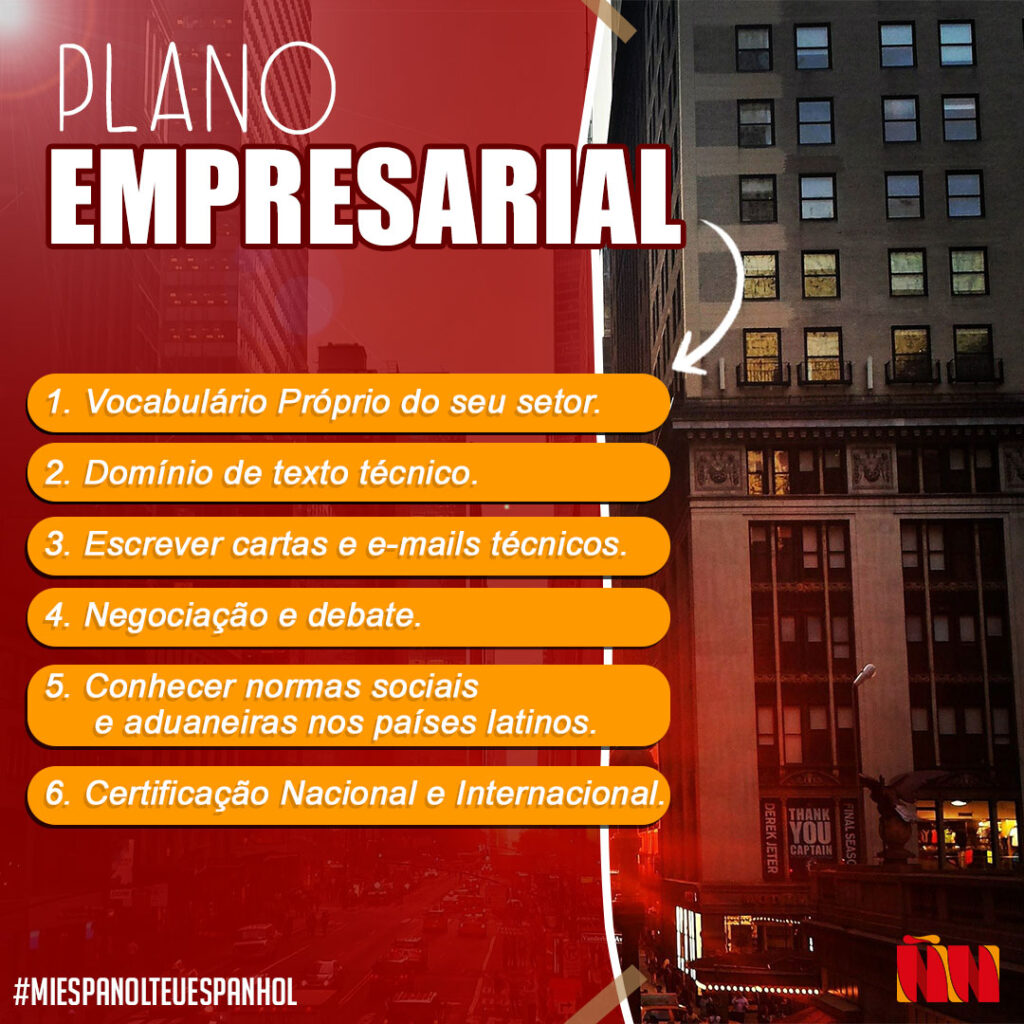 PLANO
EMPRESARIAL
1. Vocabulário Próprio do seu setor.
2. Domínio de texto técnico.
3. Escrever cartas e e-mails técnicos.
4. Negociação e debate.
5. Conhecer normas sociais
e aduaneiras nos países latinos.
6. Certificação Nacional e Internacional.
DEREK JETER
THANK
YOU
CAPTAIN
FINAL SEASO
#MIESPANOLTEUESPANHOL